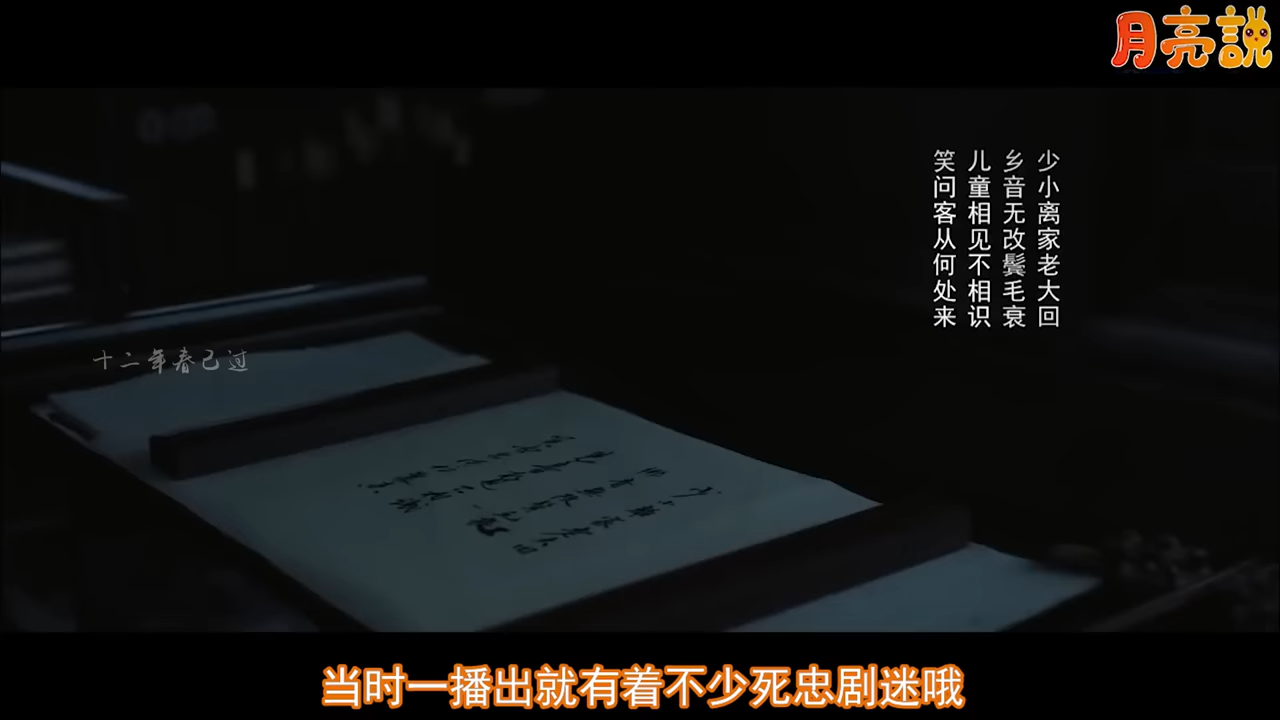 月亮説
少小离家老大回
乡音无改鬓毛衰
儿童相见不相识
笑问客从何处来
十二年春已过
当时一播出就有着不少死忠剧迷哦